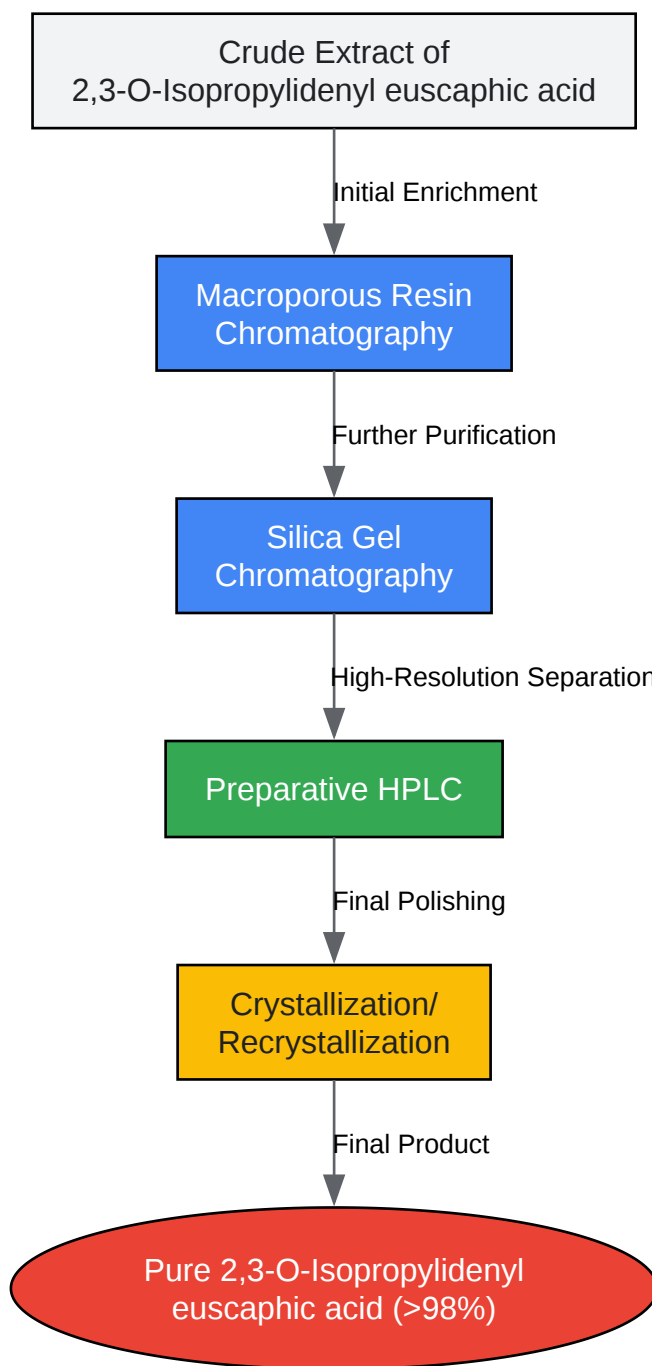 Crude Extract of
2,3-O-Isopropylidenyl euscaphic acid
Initial Enrichment
Macroporous Resin
Chromatography
Further Purification
Silica Gel
Chromatography
High-Resolution Separation
Preparative HPLC
Final Polishing
Crystallization/
Recrystallization
Final Product
Pure 2,3-O-Isopropylidenyl
euscaphic acid (>98%)